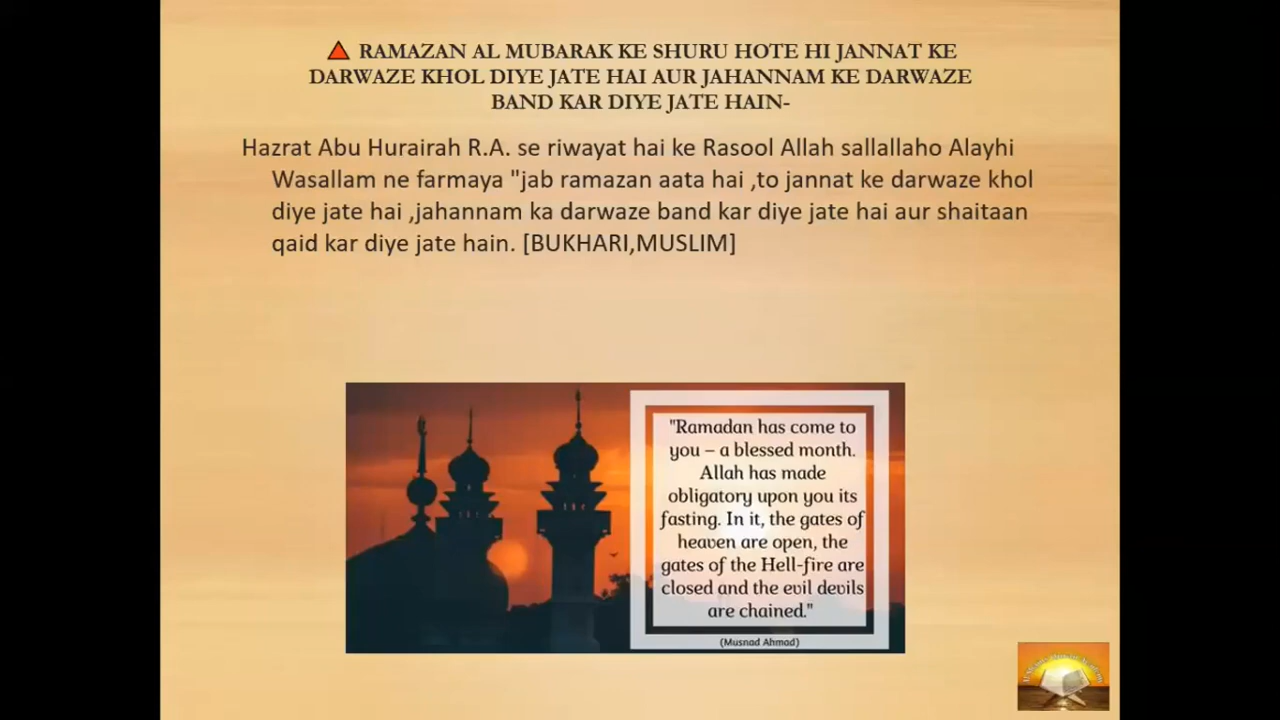 RAMAZAN AL MUBARAK KE SHURU HOTE HI JANNAT KE
DARWAZE KHOL DIYE JATE HAI AUR JAHANNAM KE DARWAZE
BAND KAR DIYE JATE HAIN-
Hazrat Abu Hurairah R.A. se riwayat hai ke Rasool Allah sallallaho Alayhi
Wasallam ne farmaya "jab ramazan aata hai ,to jannat ke darwaze khol
diye jate hai ,jahannam ka darwaze band kar diye jate hai aur shaitaan
qaid kar diye jate hain. [BUKHARI,MUSLIM]
"Ramadan has come to
you – a blessed month.
Allah has made
obligatory upon you its
fasting. In it, the gates of
heaven are open, the
gates of the Hell-fire are
closed and the evil devils
are chained."
(Musnad Ahmad)